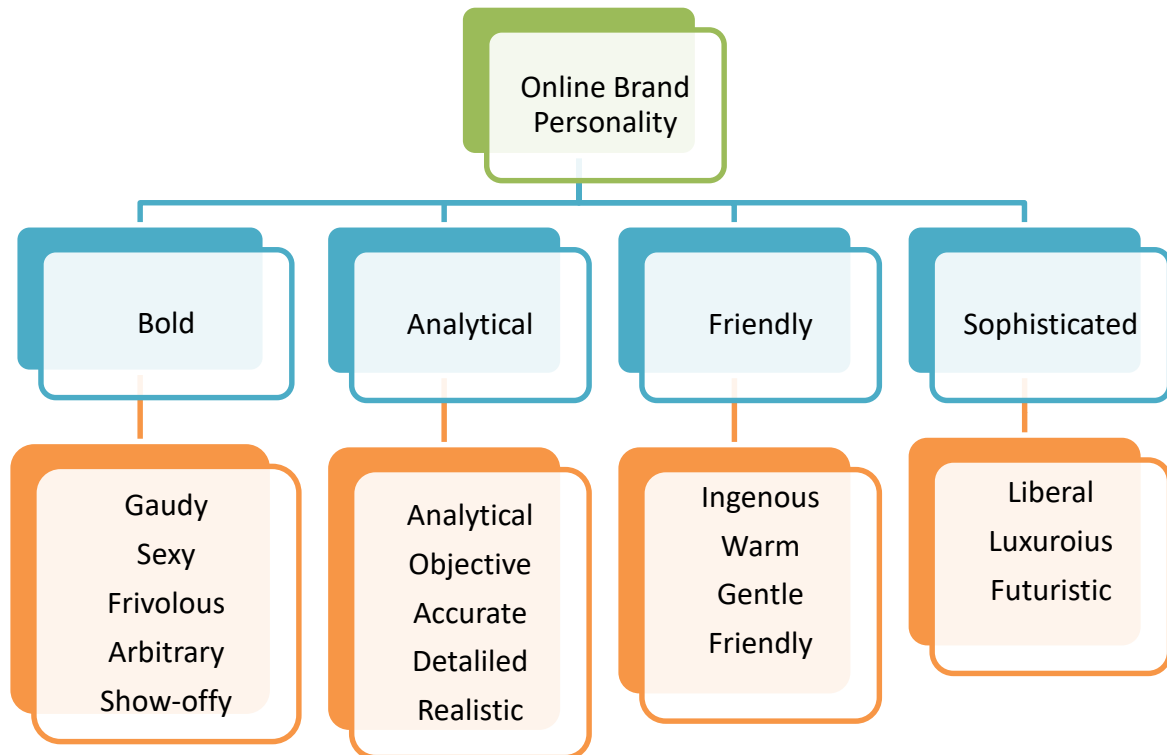 Online Brand
Personality
Bold
Analytical
Friendly
Sophisticated
Gaudy
Sexy
Frivolous
Arbitrary
Show-offy
Analytical
Objective
Accurate
Detaliled
Realistic
Ingenous
Warm
Gentle
Friendly
Liberal
Luxuroius
Futuristic